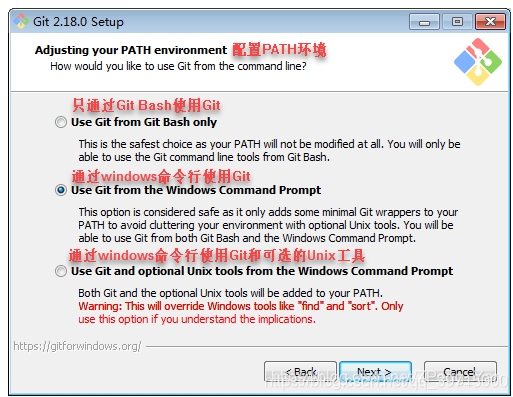 Git 2.18.0 Setup
Adjusting your PATH environment 配置PATH环境
How would you like to use Git from the command line?
只通过Git Bash使用Git
Use Git from Git Bash only
This is the safest choice as your PATH will not be modified at all. You will only be
able to use the Git command line tools from Git Bash.
通过windows命令行使用Git
Use Git from the Windows Command Prompt
This option is considered safe as it only adds some minimal Git wrappers to your
PATH to avoid cluttering your environment with optional Unix tools. You will be
able to use Git from both Git Bash and the Windows Command Prompt.
通过windows命令行使用Git和可选的Unix工具
Use Git and optional Unix tools from the Windows Command Prompt
Both Git and the optional Unix tools will be added to your PATH.
Warning: This will override Windows tools like "find" and "sort". Only
use this option if you understand the implications.
https://gitforwindows.org/
< Back
Next >
Cancel